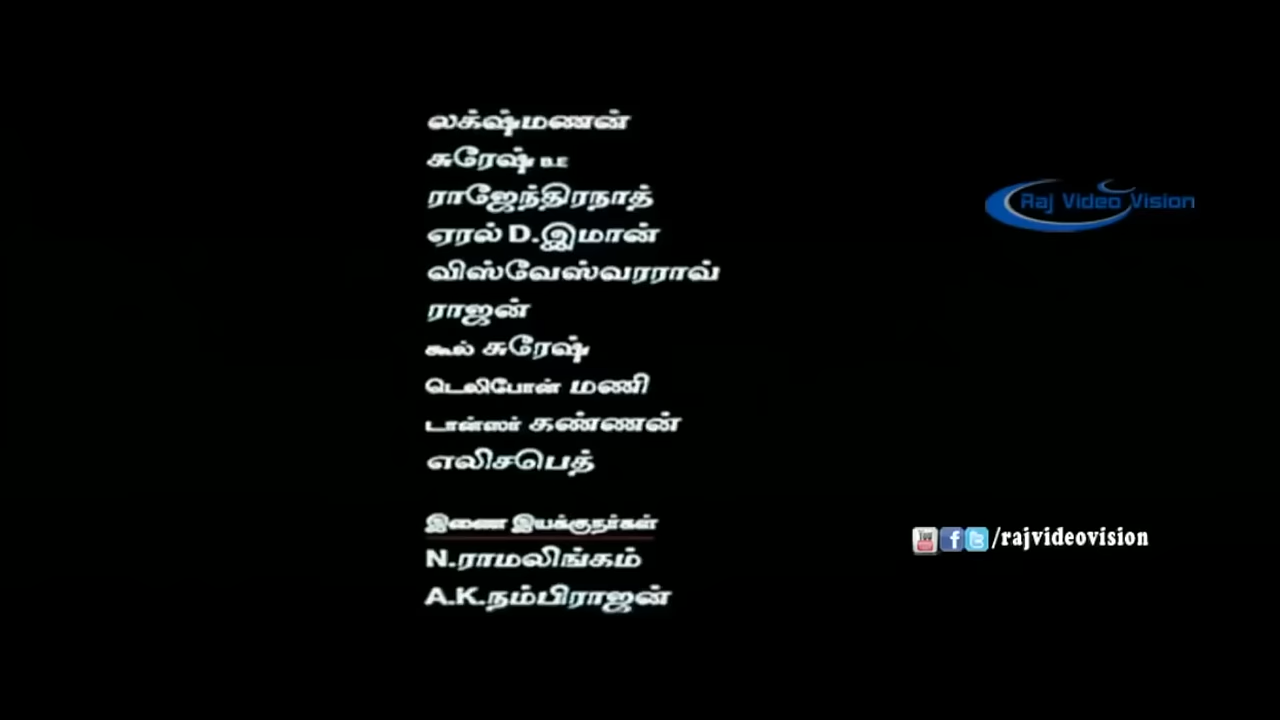 லக்ஷ்மணன்
சுரேஷ் B.E
ராஜேந்திரநாத்
ஏரல் D.இமான்
விஸ்வேஸ்வரராவ்
ராஜன்
கூல் சுரேஷ்
டெலிபோன் மணி
டான்ஸர் கண்ணன்
எலிசபெத்
இணை இயக்குநர்கள்
N.ராமலிங்கம்
A.K.நம்பிராஜன்
Raj Video Vision
/rajvideovision